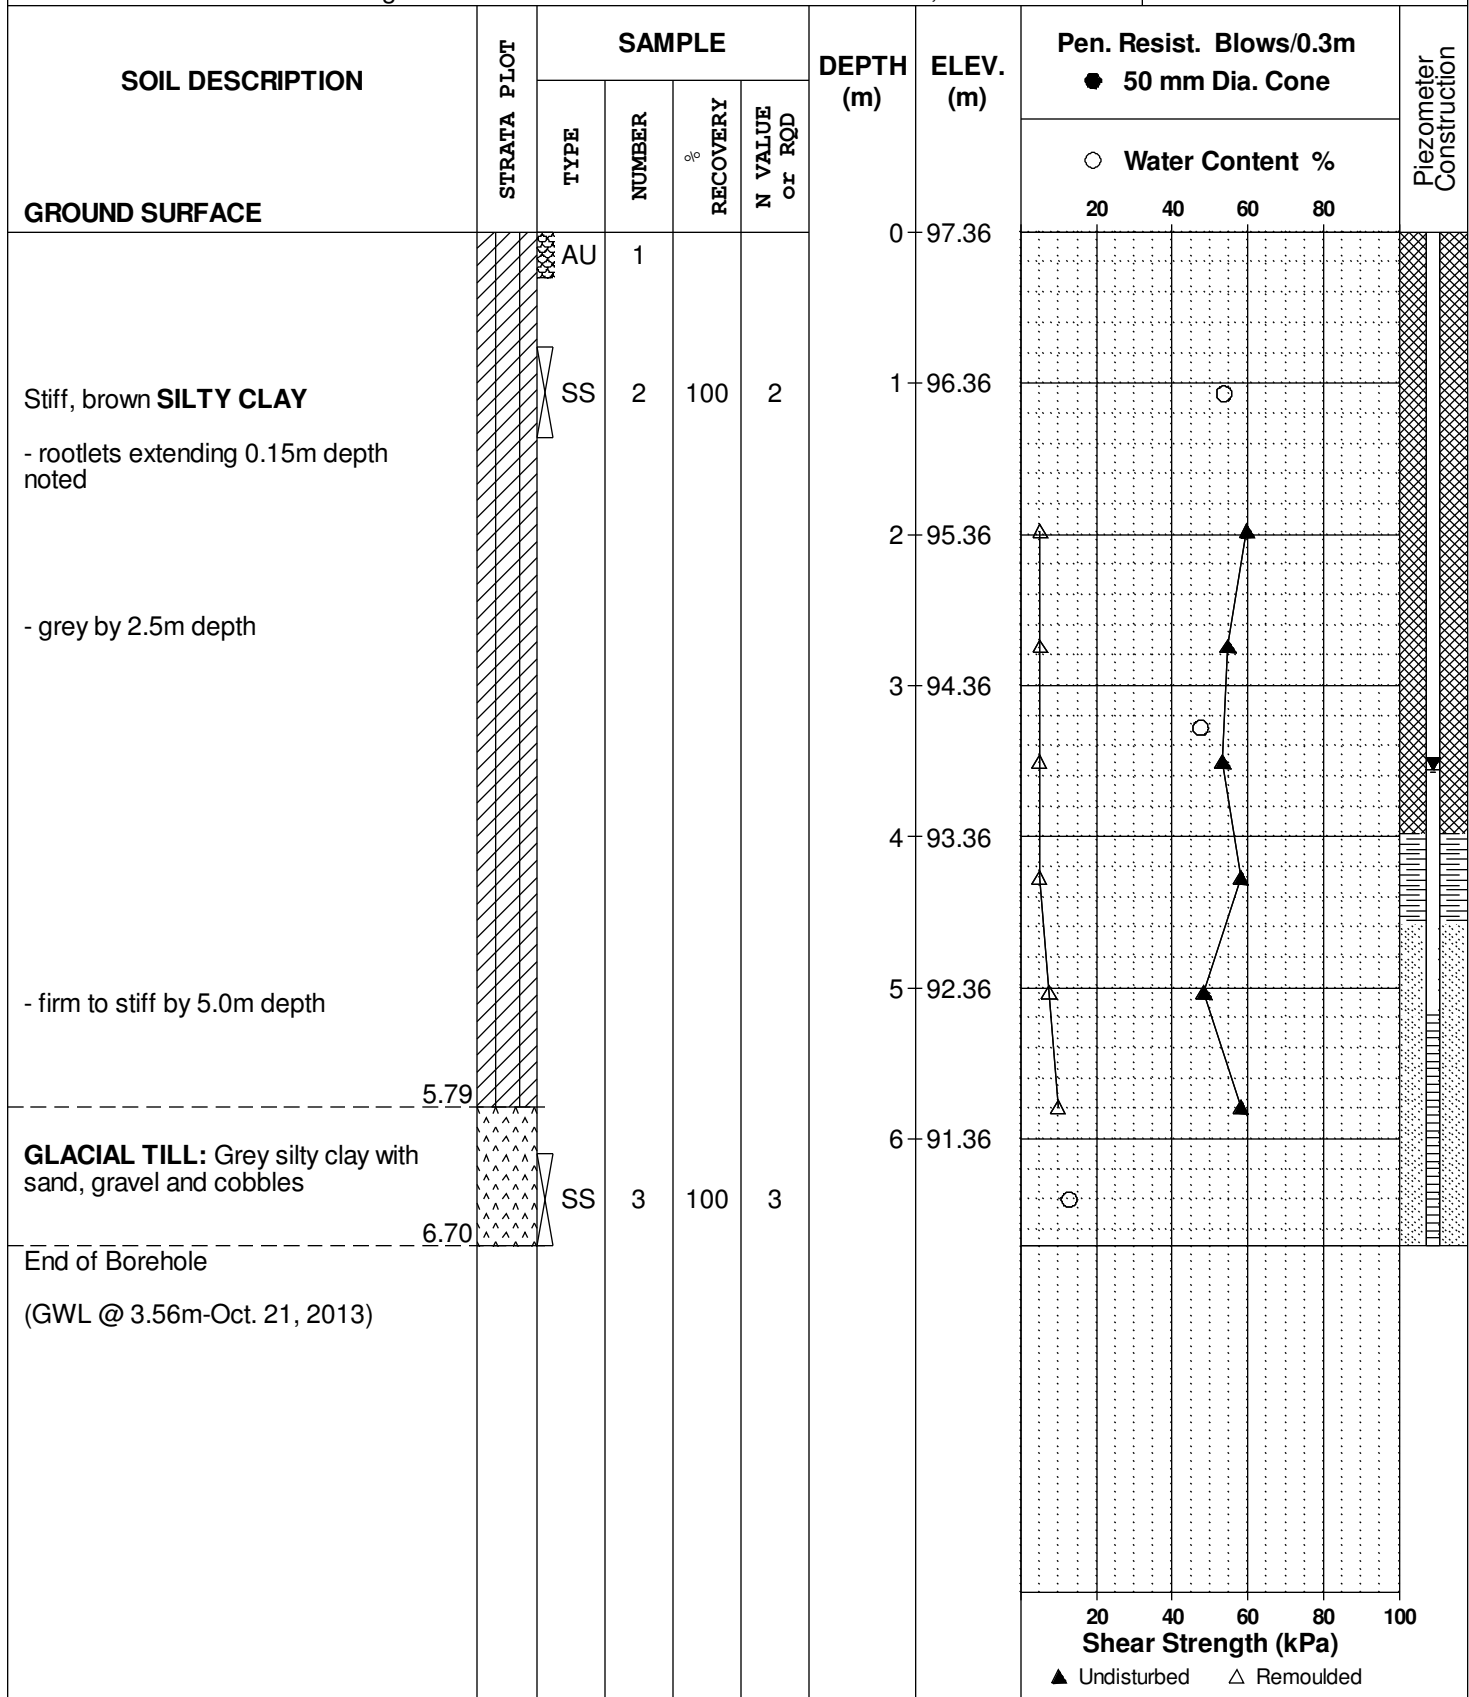 SOIL DESCRIPTION
GROUND SURFACE
STRATA PLOT
SAMPLE
TYPE
NUMBER
% RECOVERY
N VALUE or RQD
DEPTH (m)
ELEV. (m)
Pen. Resist. Blows/0.3m
● 50 mm Dia. Cone
○ Water Content %
20 40 60 80
Piezometer Construction
0 97.36
AU 1
1 96.36
Stiff, brown SILTY CLAY
SS 2 100 2
- rootlets extending 0.15m depth
noted
2 95.36
- grey by 2.5m depth
3 94.36
4 93.36
5 92.36
- firm to stiff by 5.0m depth
5.79
6 91.36
GLACIAL TILL: Grey silty clay with
sand, gravel and cobbles
SS 3 100 3
6.70
End of Borehole
(GWL @ 3.56m-Oct. 21, 2013)
20 40 60 80 100
Shear Strength (kPa)
▲ Undisturbed △ Remoulded